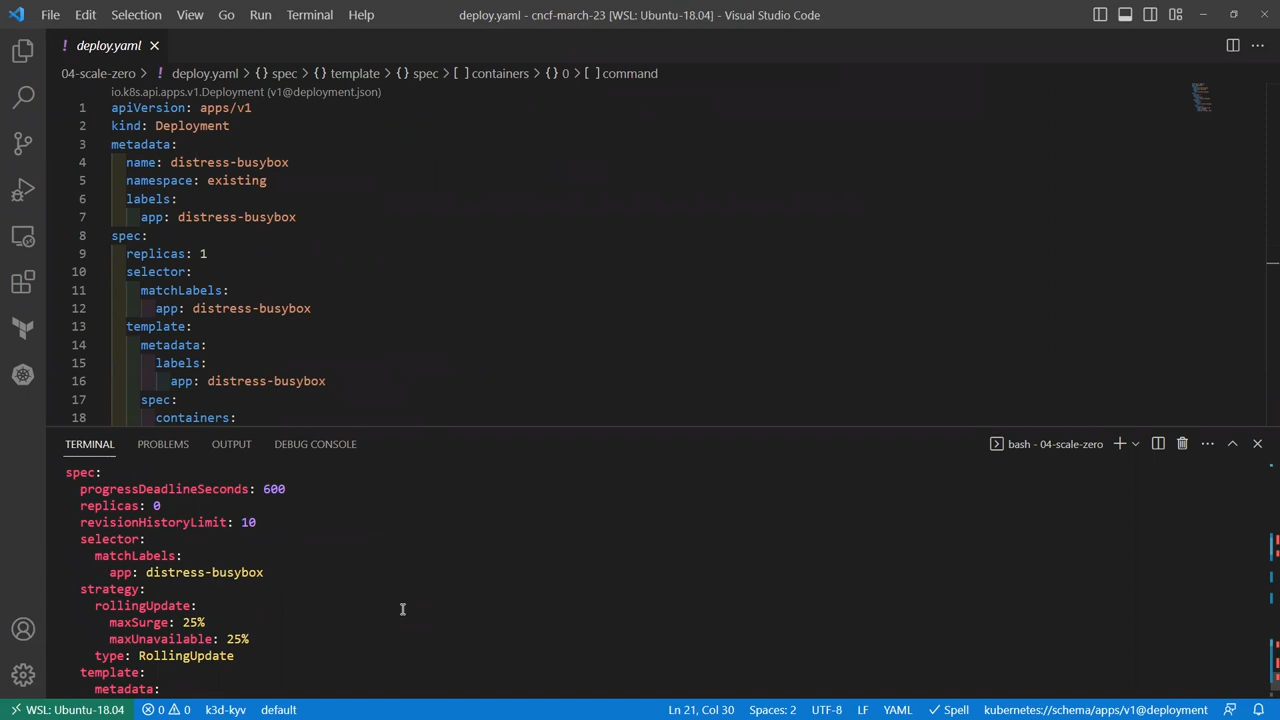 File Edit Selection View Go Run Terminal Help
deploy.yaml - cncf-march-23 [WSL: Ubuntu-18.04] - Visual Studio Code
! deploy.yaml
04-scale-zero > ! deploy.yaml > {} spec > {} template > {} spec > [ ] containers > {} 0 > [ ] command
io.k8s.api.apps.v1.Deployment (v1@deployment.json)
1 apiVersion: apps/v1
2 kind: Deployment
3 metadata:
4 name: distress-busybox
5 namespace: existing
6 labels:
7 app: distress-busybox
8 spec:
9 replicas: 1
10 selector:
11 matchLabels:
12 app: distress-busybox
13 template:
14 metadata:
15 labels:
16 app: distress-busybox
17 spec:
18 containers:
TERMINAL PROBLEMS OUTPUT DEBUG CONSOLE
bash - 04-scale-zero
spec:
progressDeadlineSeconds: 600
replicas: 0
revisionHistoryLimit: 10
selector:
matchLabels:
app: distress-busybox
strategy:
rollingUpdate:
maxSurge: 25%
maxUnavailable: 25%
type: RollingUpdate
template:
metadata:
WSL: Ubuntu-18.04 0 0 k3d-kyv default Ln 21, Col 30 Spaces: 2 UTF-8 LF YAML Spell kubernetes://schema/apps/v1@deployment